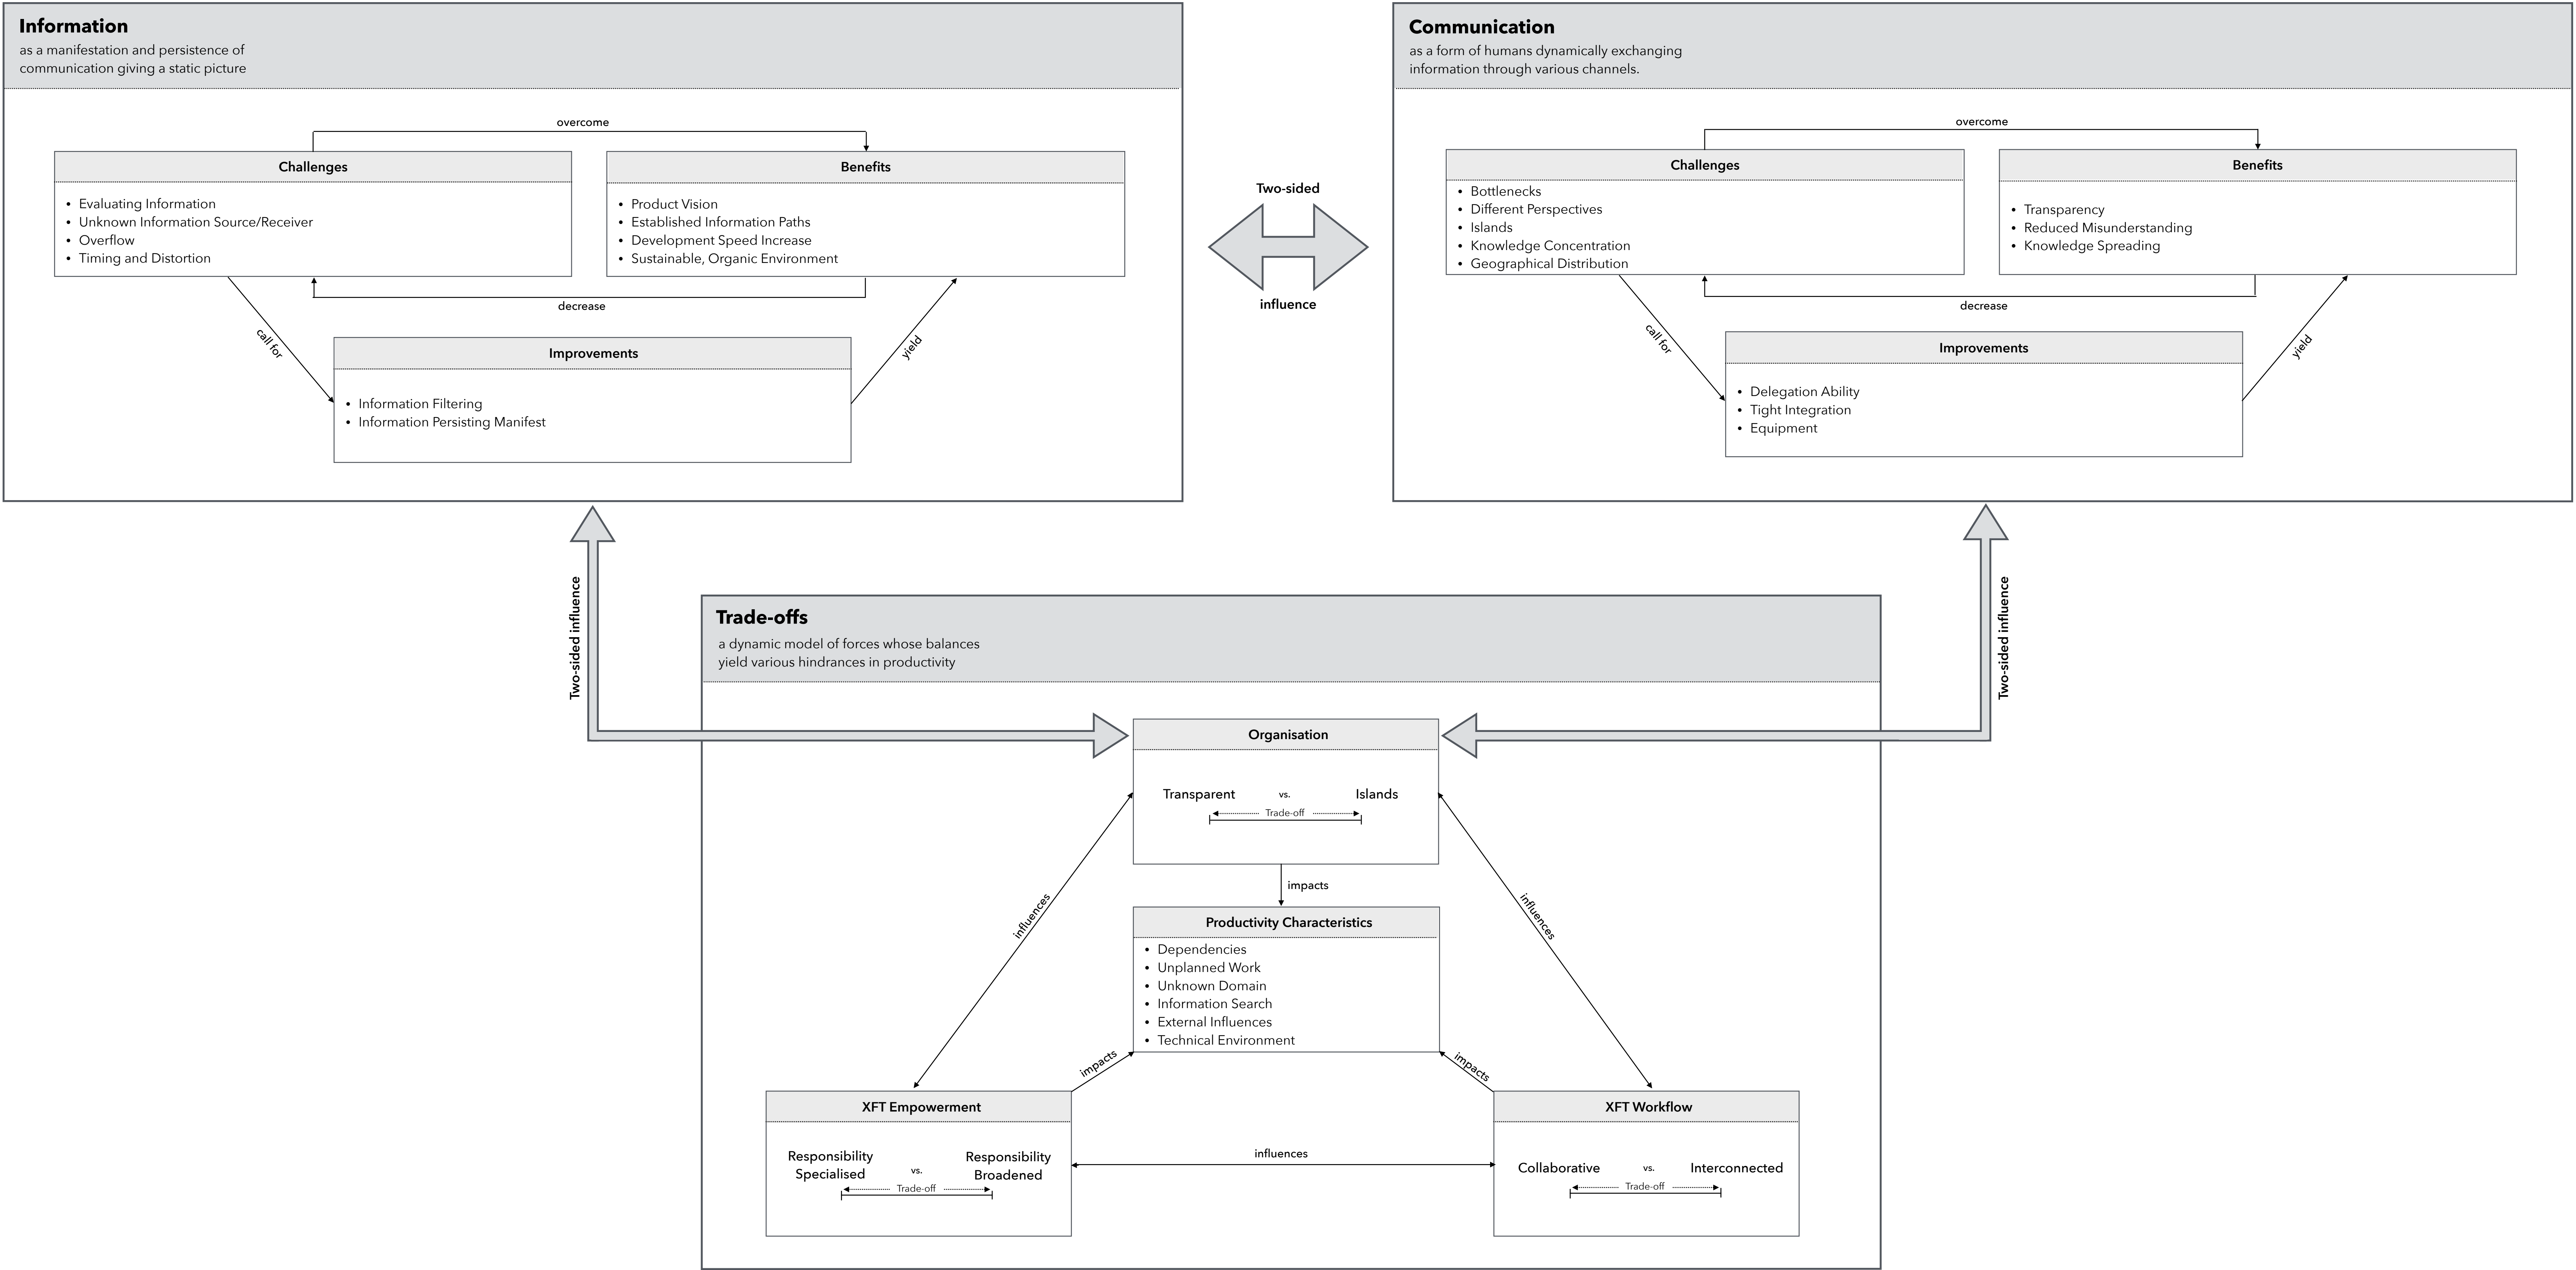 Information
as a manifestation and persistence of
communication giving a static picture
overcome
Challenges
• Evaluating Information
• Unknown Information Source/Receiver
• Overflow
• Timing and Distortion
Benefits
• Product Vision
• Established Information Paths
• Development Speed Increase
• Sustainable, Organic Environment
decrease
call for
yield
Improvements
• Information Filtering
• Information Persisting Manifest
Two-sided
influence
Communication
as a form of humans dynamically exchanging
information through various channels.
overcome
Challenges
• Bottlenecks
• Different Perspectives
• Islands
• Knowledge Concentration
• Geographical Distribution
Benefits
• Transparency
• Reduced Misunderstanding
• Knowledge Spreading
decrease
call for
yield
Improvements
• Delegation Ability
• Tight Integration
• Equipment
Two-sided influence
Two-sided influence
Trade-offs
a dynamic model of forces whose balances
yield various hindrances in productivity
Organisation
Transparent vs. Islands
Trade-off
impacts
influences
influences
Productivity Characteristics
• Dependencies
• Unplanned Work
• Unknown Domain
• Information Search
• External Influences
• Technical Environment
impacts
impacts
XFT Empowerment
Responsibility Specialised vs. Responsibility Broadened
Trade-off
influences
XFT Workflow
Collaborative vs. Interconnected
Trade-off